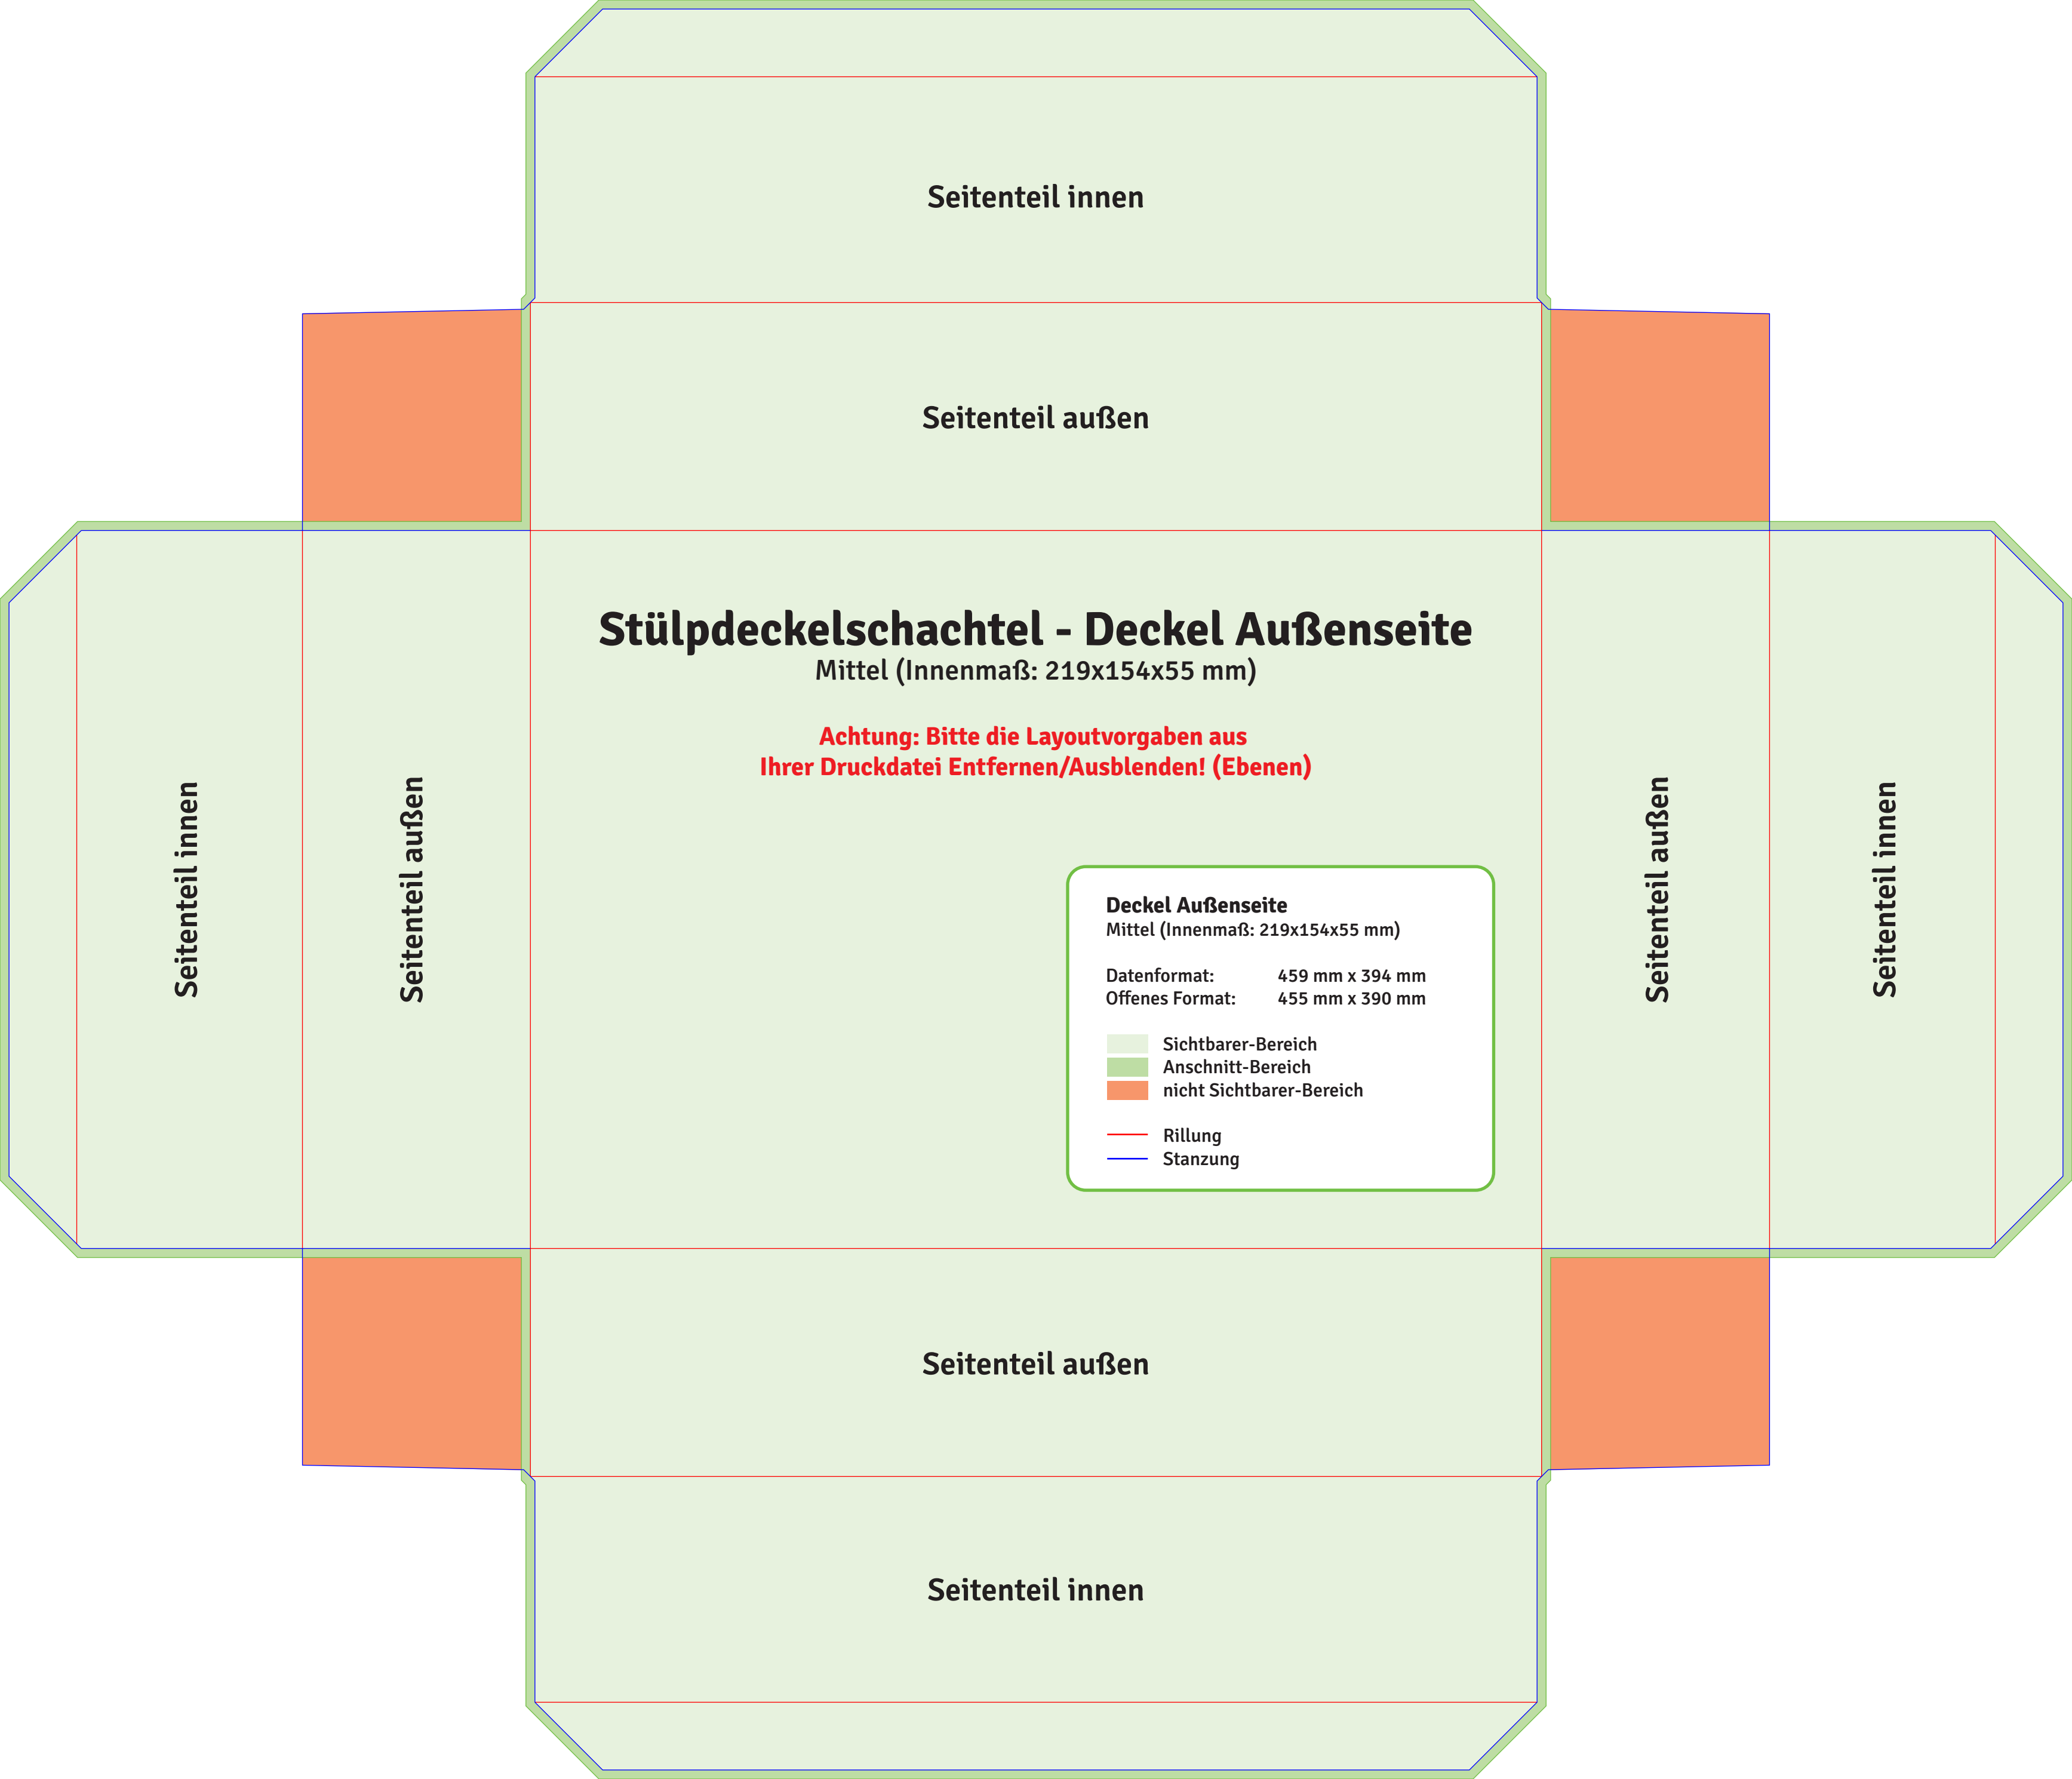 Seitenteil innen
Seitenteil außen
Stülpdeckelschachtel - Deckel Außenseite
Mittel (Innenmaß: 219x154x55 mm)
Achtung: Bitte die Layoutvorgaben aus
Ihrer Druckdatei Entfernen/Ausblenden! (Ebenen)
Seitenteil innen
Seitenteil außen
Seitenteil außen
Seitenteil innen
Deckel Außenseite
Mittel (Innenmaß: 219x154x55 mm)
Datenformat: 459 mm x 394 mm
Offenes Format: 455 mm x 390 mm
Sichtbarer-Bereich
Anschnitt-Bereich
nicht Sichtbarer-Bereich
Rillung
Stanzung
Seitenteil außen
Seitenteil innen